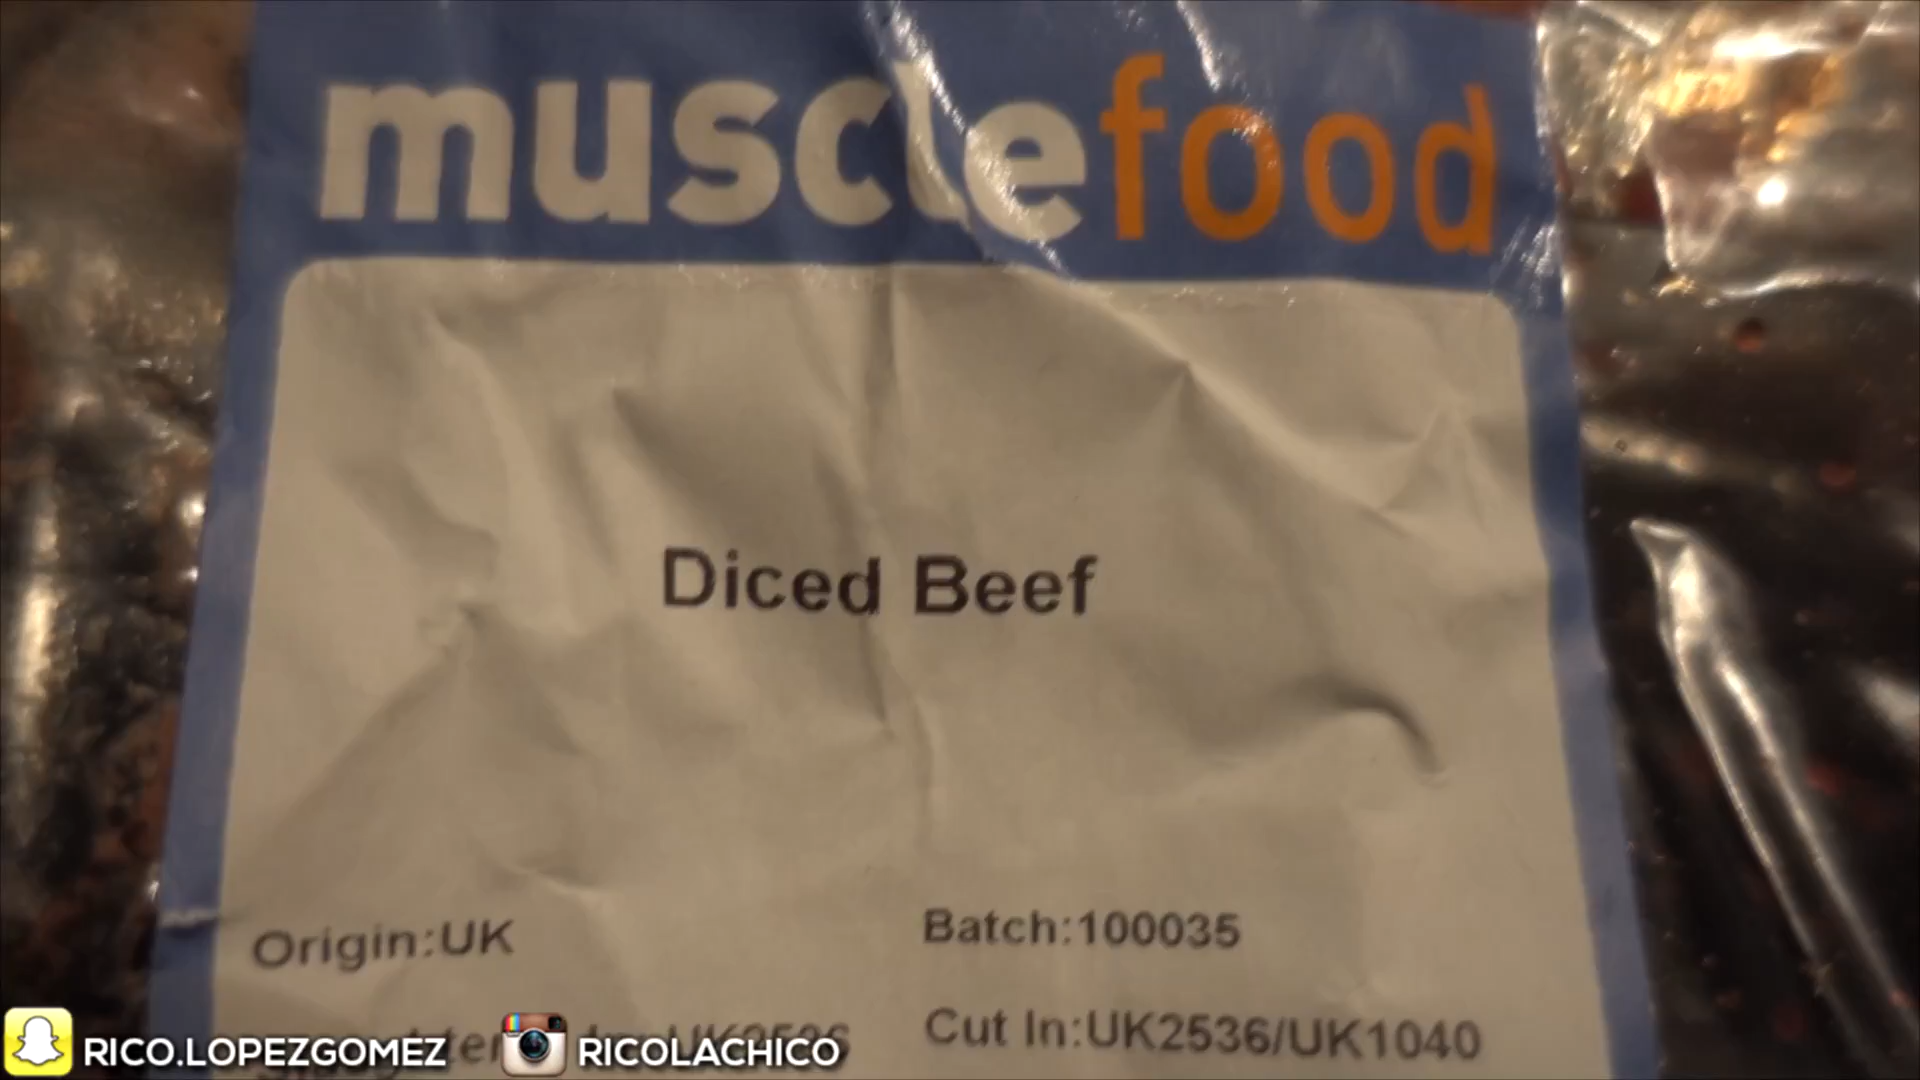 musclefood
Diced Beef
Origin:UK
Batch:100035
Cut In:UK2536/UK1040
RICO.LOPEZGOMEZ
RICOLACHICO